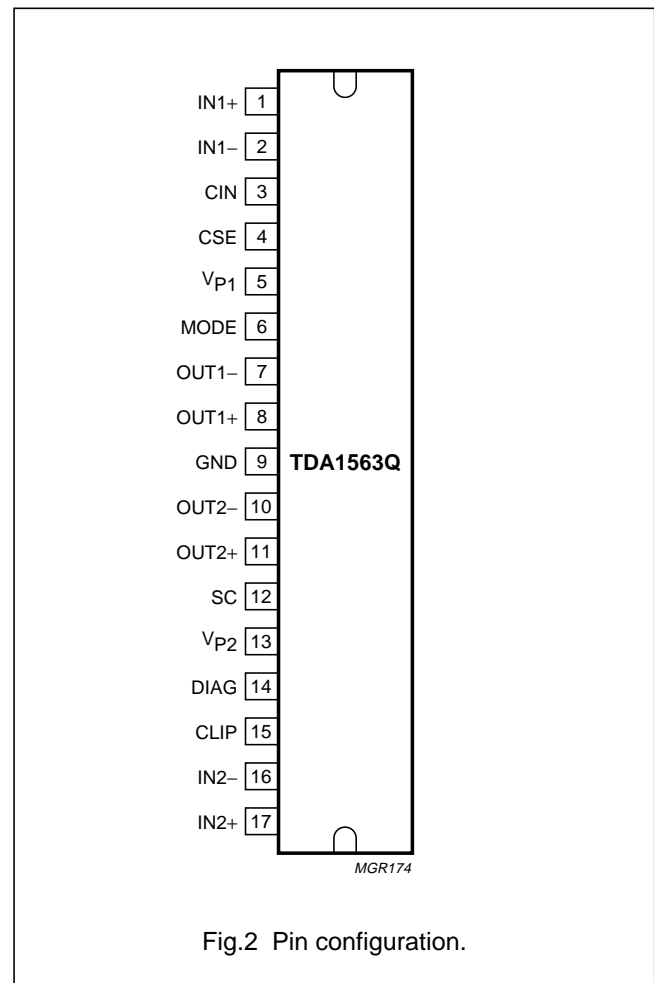 IN1+ 1
IN1− 2
CIN 3
CSE 4
VP1 5
MODE 6
OUT1− 7
OUT1+ 8
GND 9 TDA1563Q
OUT2− 10
OUT2+ 11
SC 12
VP2 13
DIAG 14
CLIP 15
IN2− 16
IN2+ 17
MGR174
Fig.2 Pin configuration.